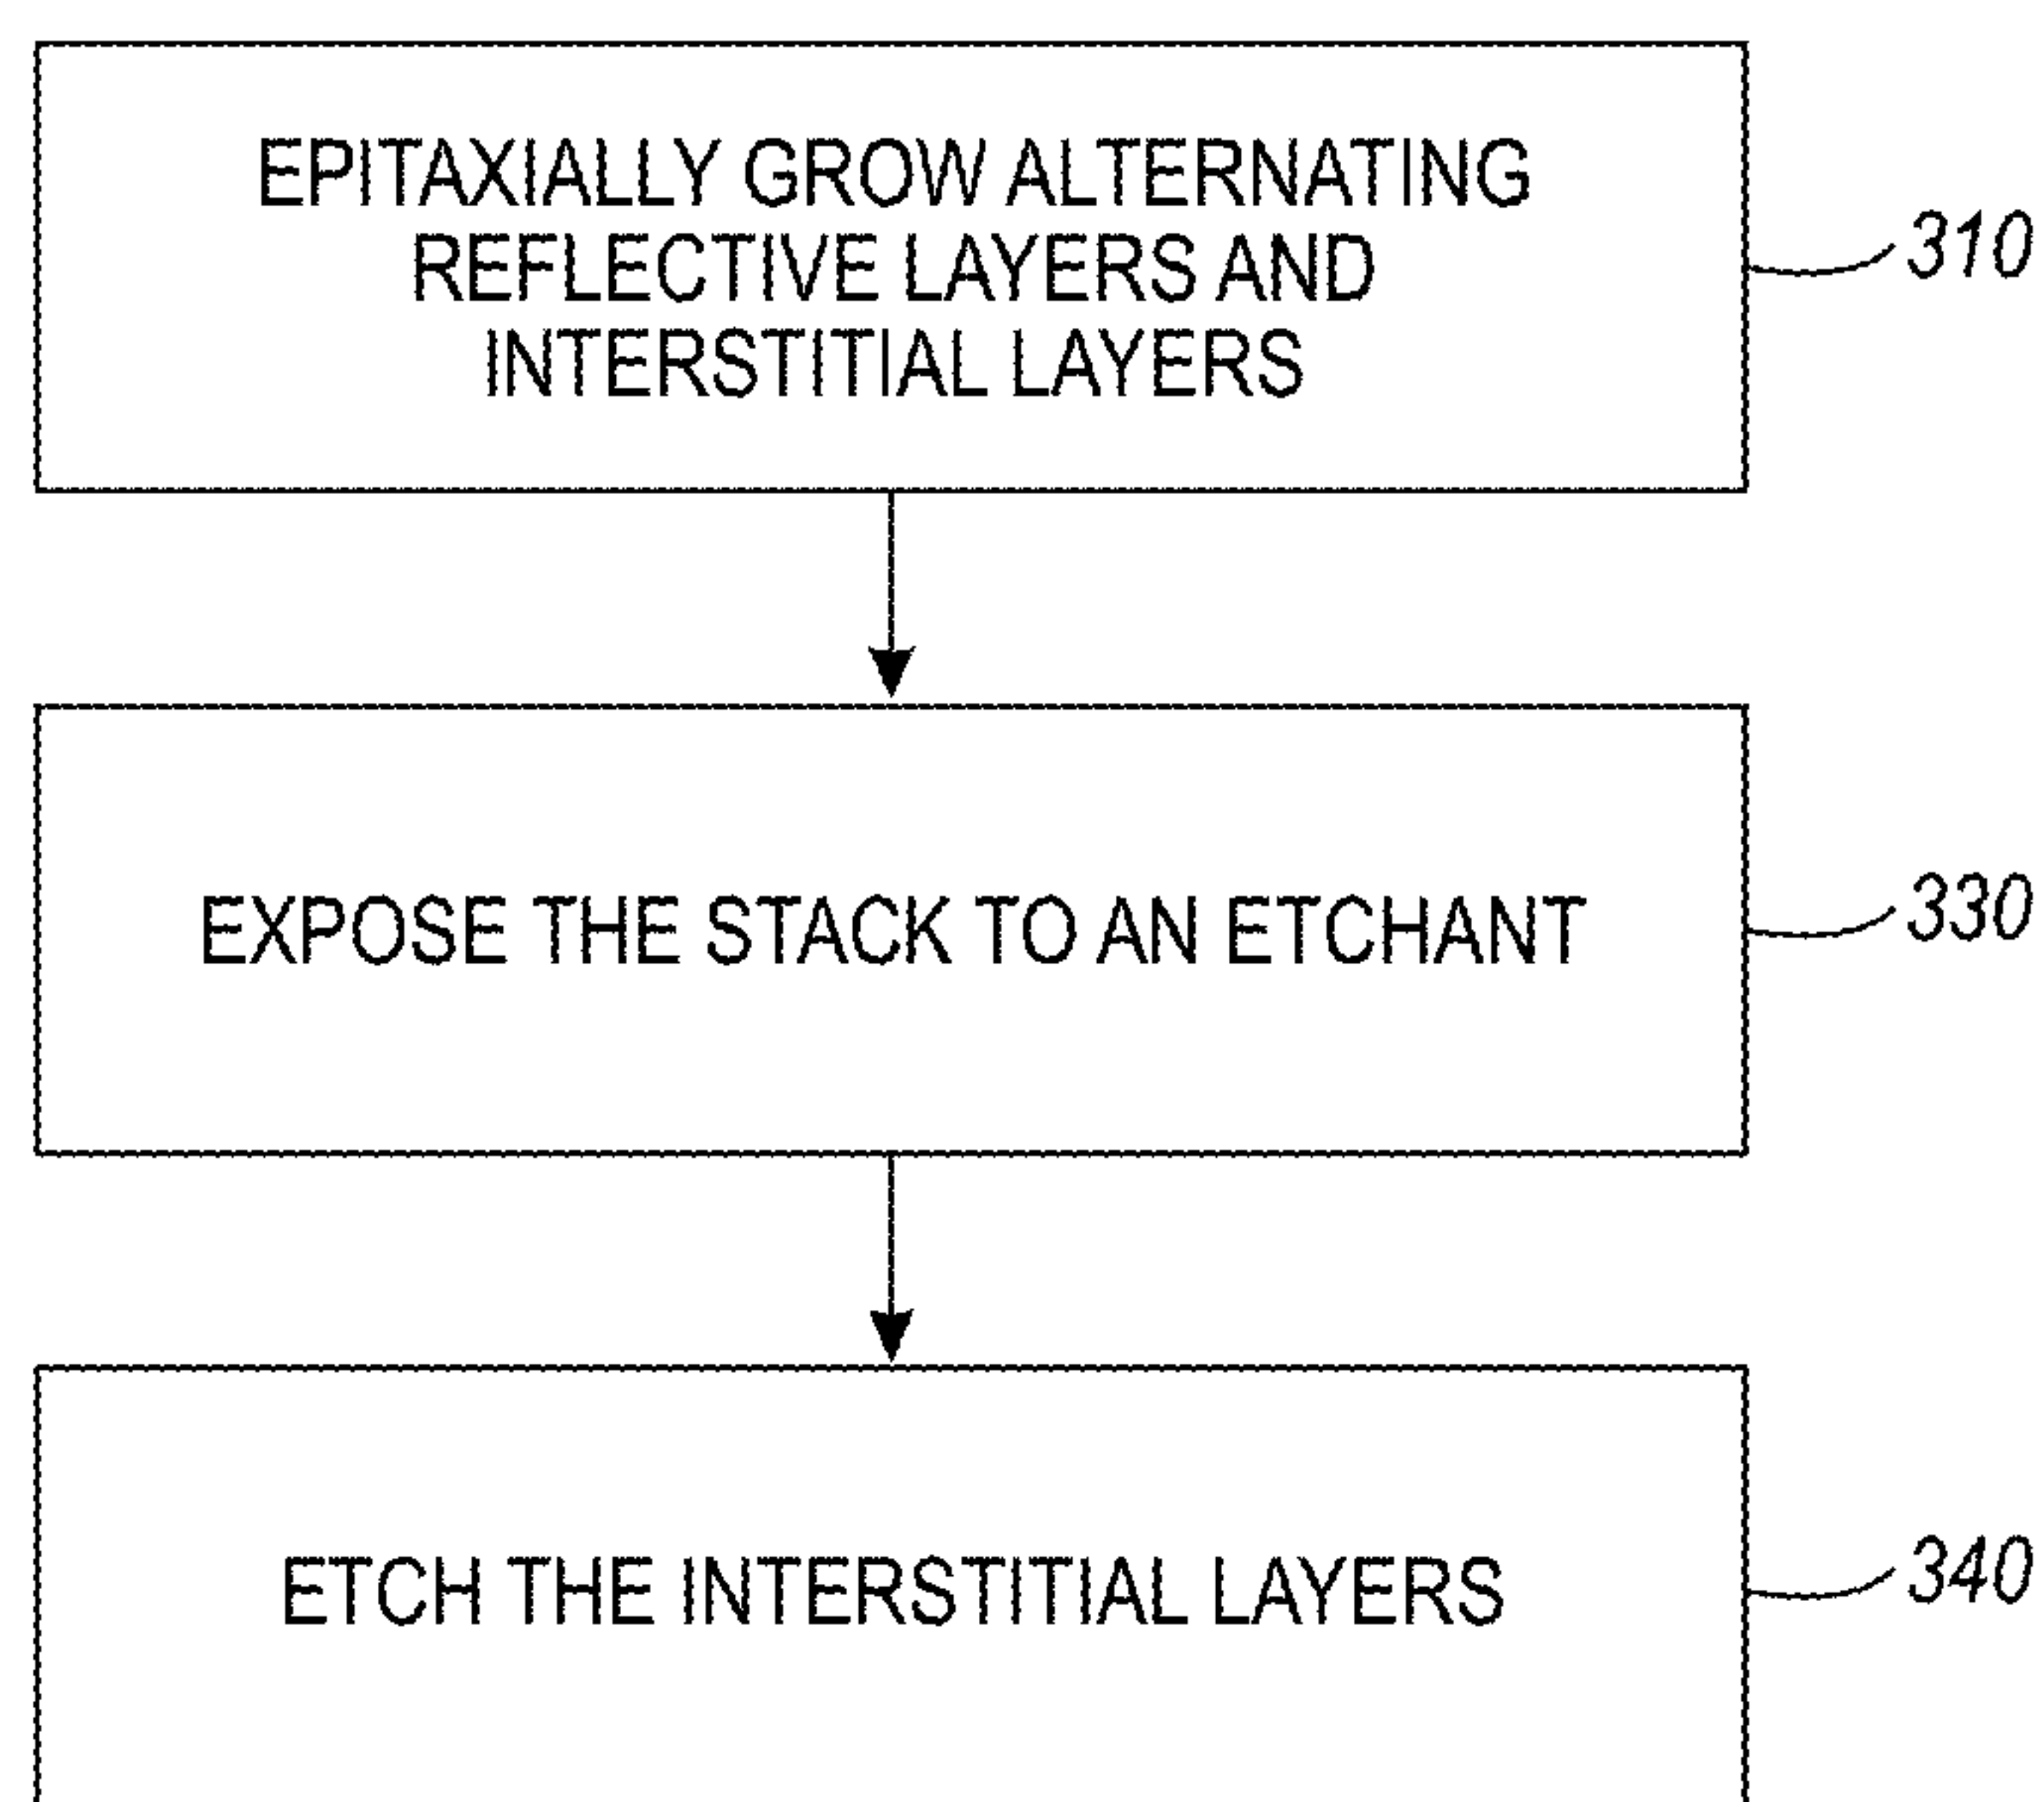 EPITAXIALLY GROW ALTERNATING
REFLECTIVE LAYERS AND
INTERSTITIAL LAYERS
310
EXPOSE THE STACK TO AN ETCHANT
330
ETCH THE INTERSTITIAL LAYERS
340